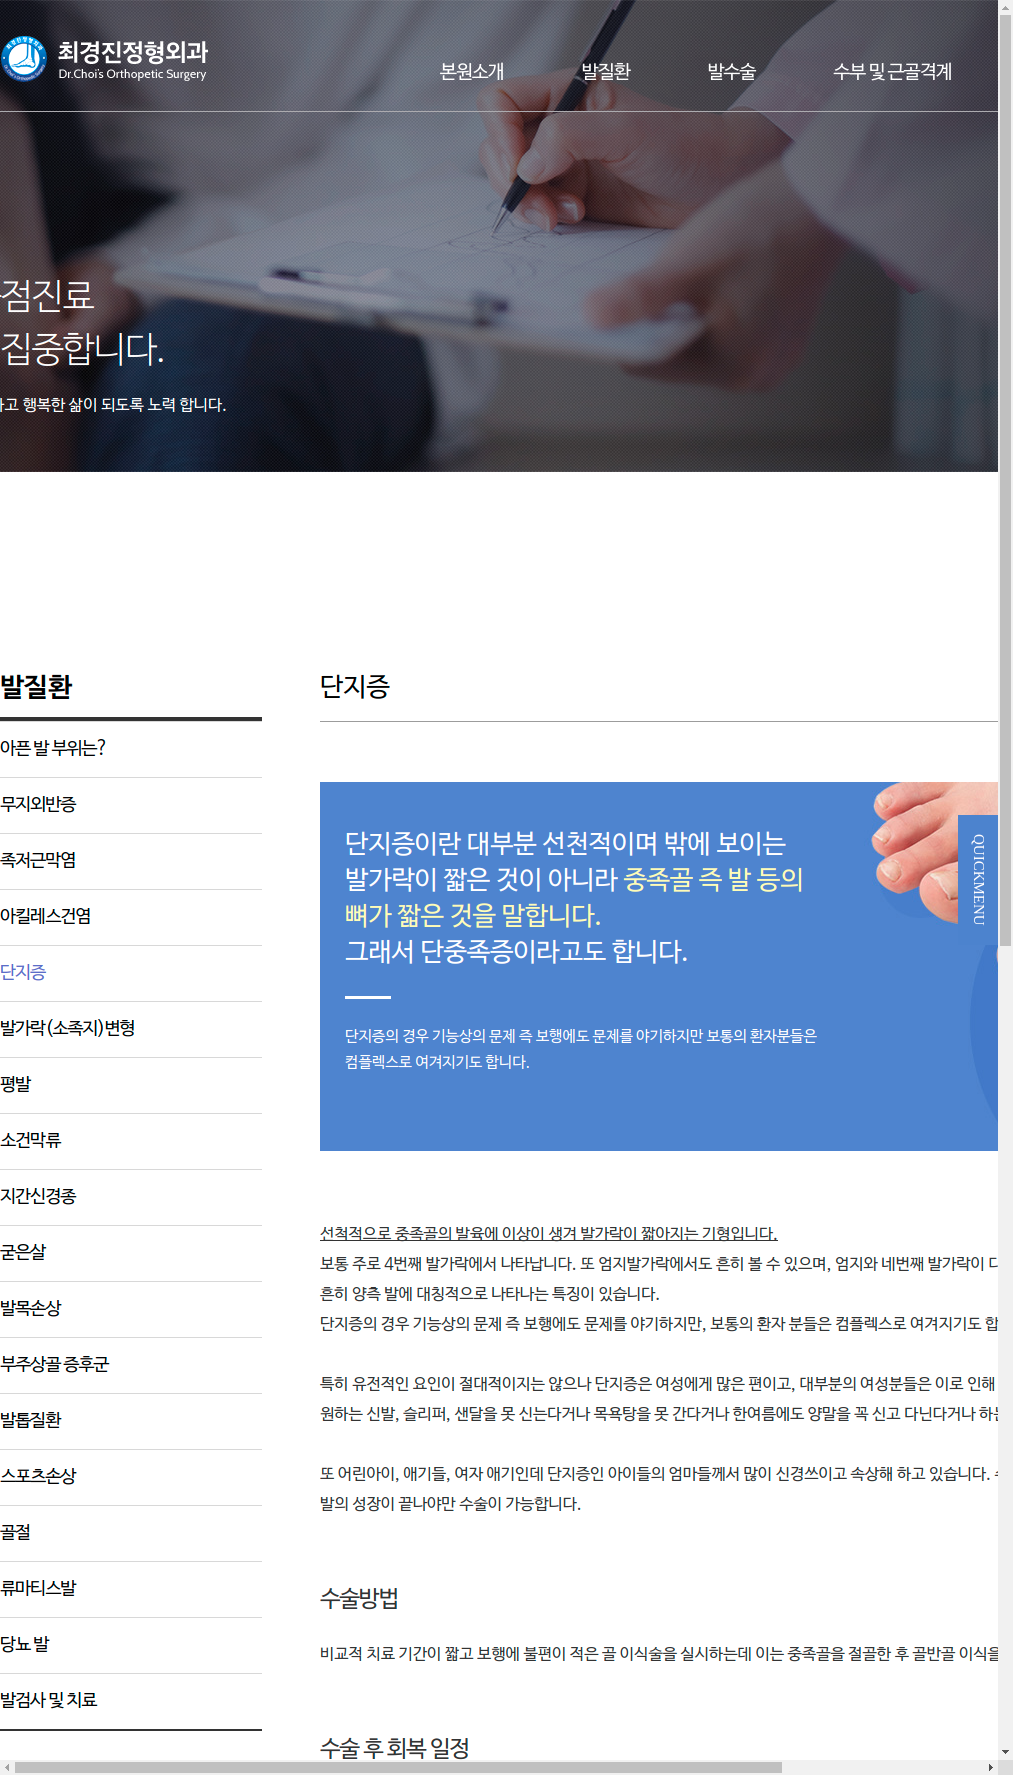 최경진정형외과
Dr.Choi's Orthopetic Surgery
본원소개
발질환
발수술
수부 및 근골격계
점진료
집중합니다.
하고 행복한 삶이 되도록 노력 합니다.
발질환
아픈 발 부위는?
무지외반증
족저근막염
아킬레스건염
단지증
발가락(소족지)변형
평발
소건막류
지간신경종
굳은살
발목손상
부주상골 증후군
발톱질환
스포츠손상
골절
류마티스발
당뇨 발
발검사 및 치료
단지증
단지증이란 대부분 선천적이며 밖에 보이는
발가락이 짧은 것이 아니라 중족골 즉 발 등의
뼈가 짧은 것을 말합니다.
그래서 단중족증이라고도 합니다.
단지증의 경우 기능상의 문제 즉 보행에도 문제를 야기하지만 보통의 환자분들은
컴플렉스로 여겨지기도 합니다.
QUICKMENU
선척적으로 중족골의 발육에 이상이 생겨 발가락이 짧아지는 기형입니다.
보통 주로 4번째 발가락에서 나타납니다. 또 엄지발가락에서도 흔히 볼 수 있으며, 엄지와 네번째 발가락이
흔히 양측 발에 대칭적으로 나타나는 특징이 있습니다.
단지증의 경우 기능상의 문제 즉 보행에도 문제를 야기하지만, 보통의 환자 분들은 컴플렉스로 여겨지기도 합
특히 유전적인 요인이 절대적이지는 않으나 단지증은 여성에게 많은 편이고, 대부분의 여성분들은 이로 인해
원하는 신발, 슬리퍼, 샌달을 못 신는다거나 목욕탕을 못 간다거나 한여름에도 양말을 꼭 신고 다닌다거나 하는
또 어린아이, 애기들, 여자 애기인데 단지증인 아이들의 엄마들께서 많이 신경쓰이고 속상해 하고 있습니다.
발의 성장이 끝나야만 수술이 가능합니다.
수술방법
비교적 치료 기간이 짧고 보행에 불편이 적은 골 이식술을 실시하는데 이는 중족골을 절골한 후 골반골 이식을
수술 후 회복 일정